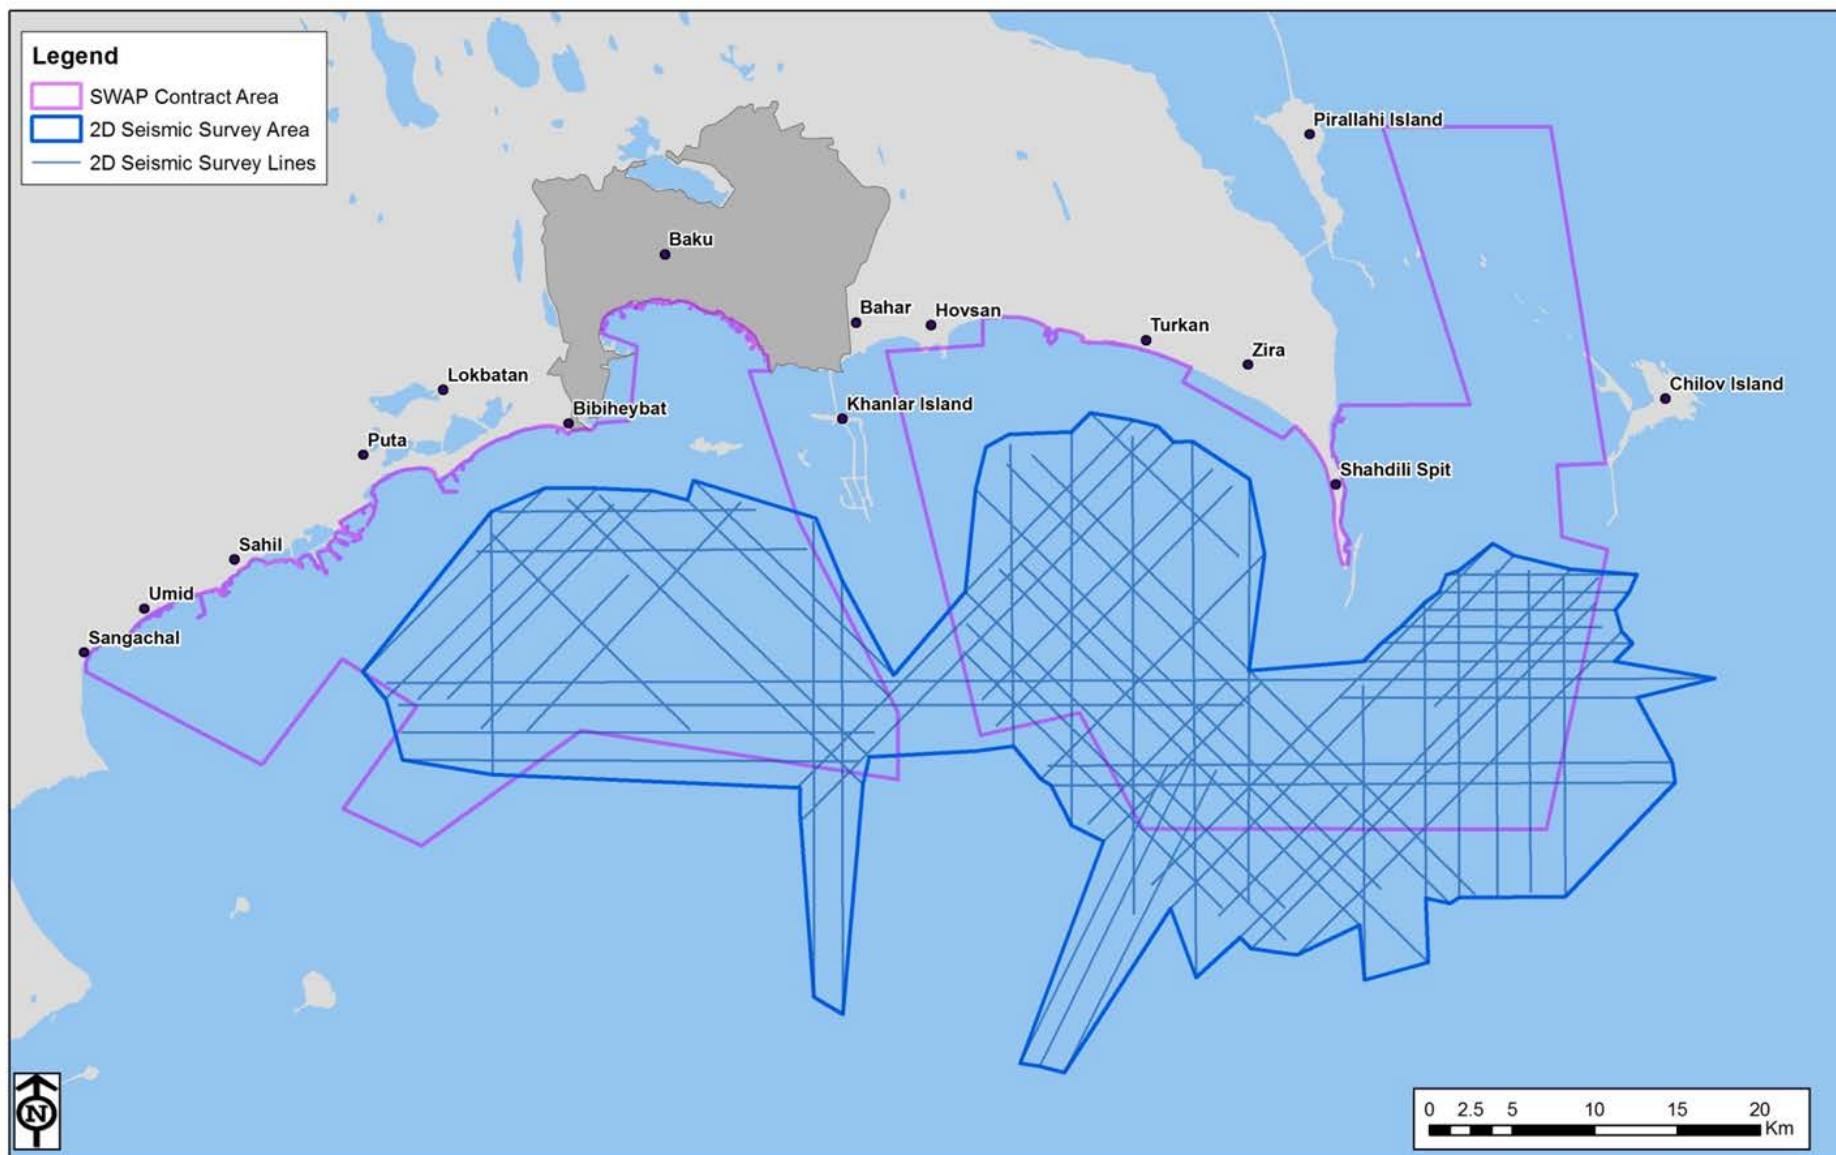 Legend
SWAP Contract Area
2D Seismic Survey Area
2D Seismic Survey Lines
Pirallahi Island
Baku
Bahar
Hovsan
Turkan
Zira
Lokbatan
Chilov Island
Khanlar Island
Bibiheybat
Puta
Shahdili Spit
Sahil
Umid
Sangachal
N
0 2.5 5 10 15 20
Km